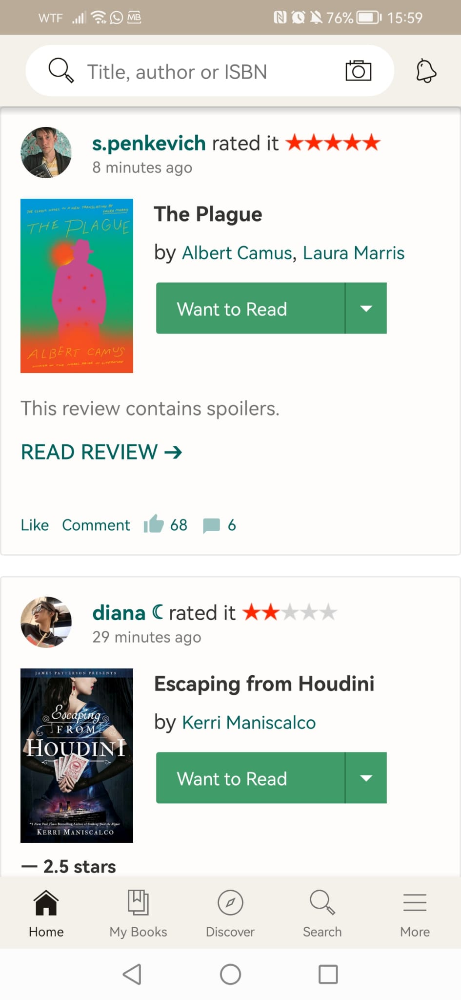 WTF MB 76% 15:59
Title, author or ISBN
s.penkevich rated it
8 minutes ago
THE CLASSIC NOVEL IN A NEW TRANSLATION BY
LAURA MARRIS
THE PLAGUE
ALBERT CAMUS
WINNER OF THE NOBEL PRIZE IN LITERATURE
The Plague
by Albert Camus, Laura Marris
Want to Read
This review contains spoilers.
READ REVIEW →
Like Comment 68 6
diana ☾ rated it
29 minutes ago
JAMES PATTERSON PRESENTS
Escaping
FROM
HOUDINI
#1 New York Times Bestselling Author of Stalking Jack the Ripper
KERRI MANISCALCO
Escaping from Houdini
by Kerri Maniscalco
Want to Read
— 2.5 stars
Home My Books Discover Search More